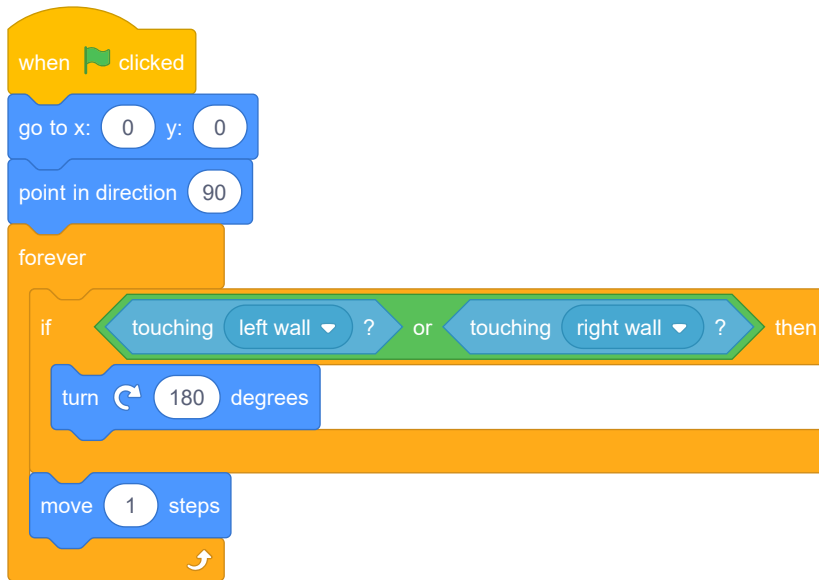 when clicked
go to x: 0 y: 0
point in direction 90
forever
if touching left wall ? or touching right wall ? then
turn 180 degrees
move 1 steps